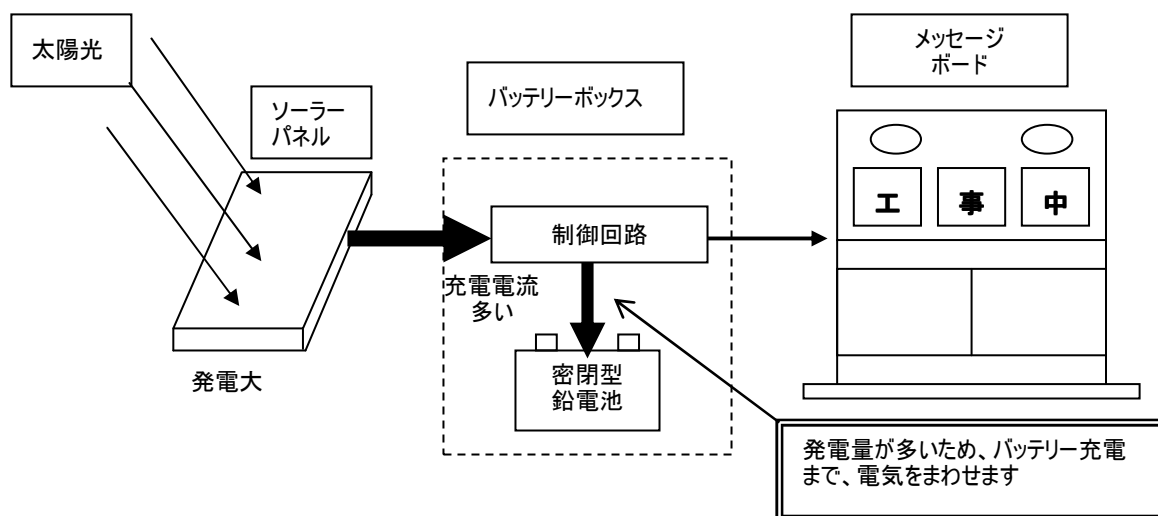 太陽光
ソーラー
パネル
バッテリーボックス
メッセージ
ボード
工 事 中
制御回路
充電電流
多い
密閉型
鉛電池
発電大
発電量が多いため、バッテリー充電
まで、電気をまわせます